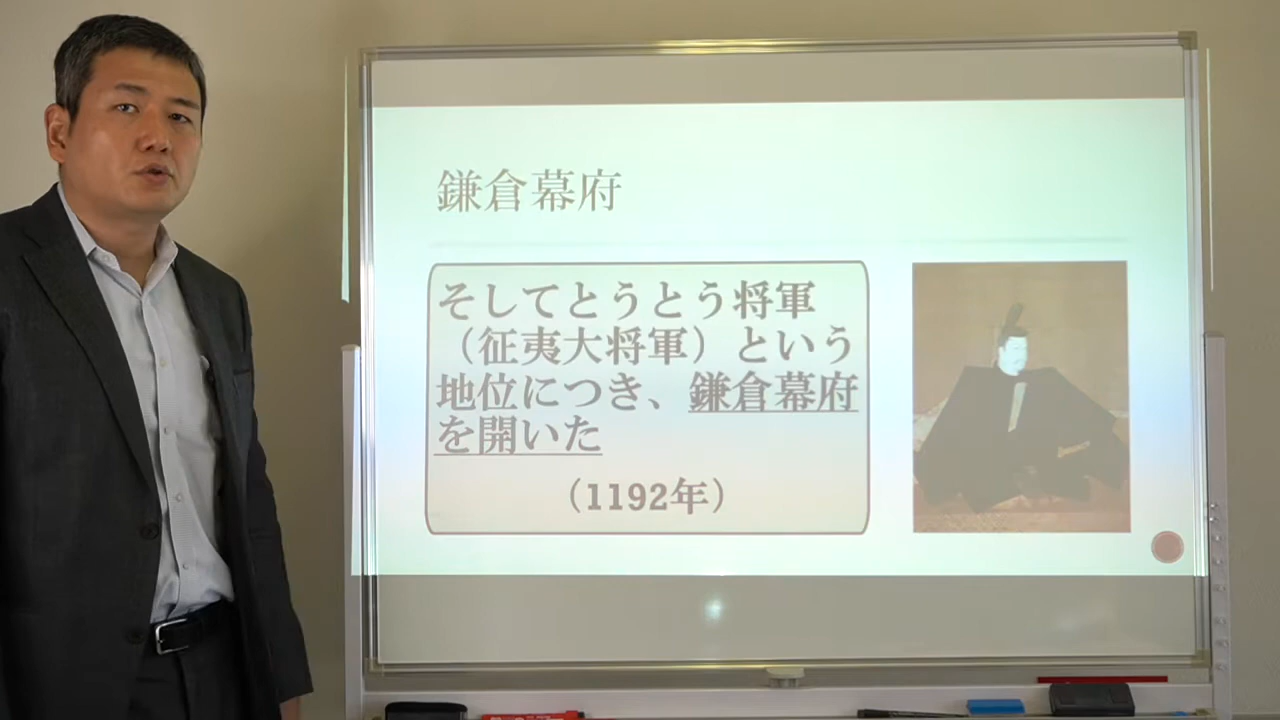 鎌倉幕府
そしてとうとう将軍
（征夷大将軍）という
地位につき、鎌倉幕府
を開いた
（1192年）